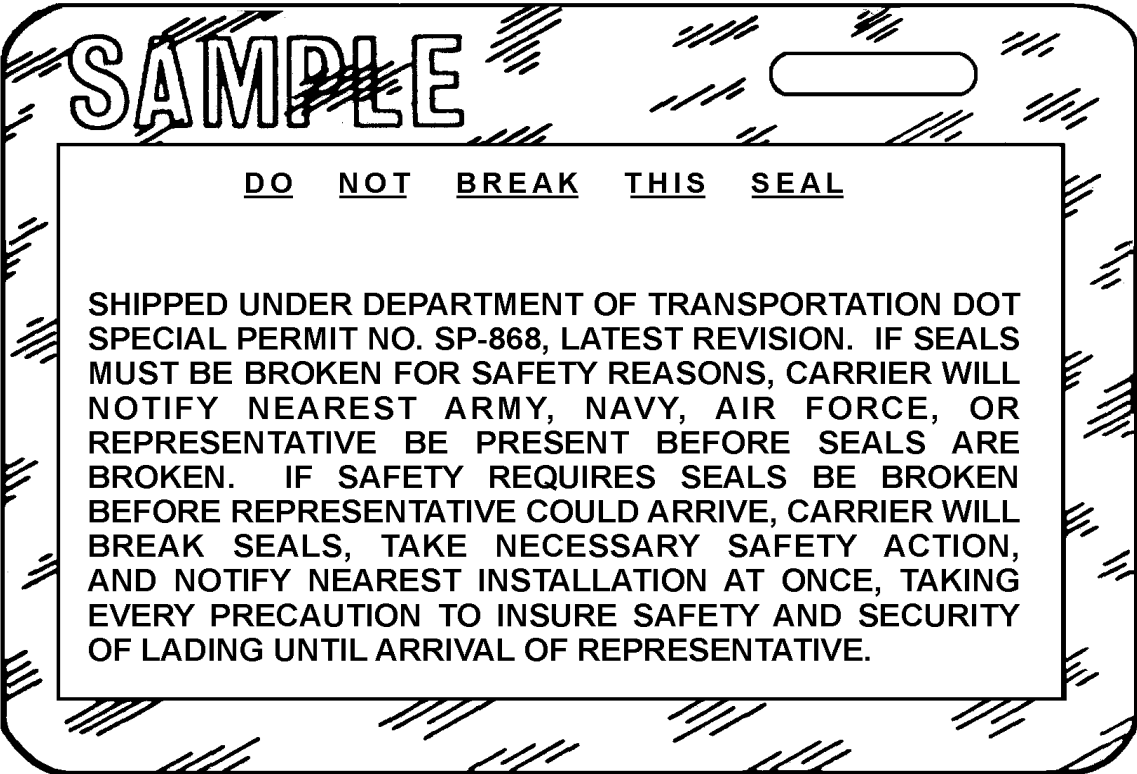 SAMPLE
DO NOT BREAK THIS SEAL
SHIPPED UNDER DEPARTMENT OF TRANSPORTATION DOT
SPECIAL PERMIT NO. SP-868, LATEST REVISION. IF SEALS
MUST BE BROKEN FOR SAFETY REASONS, CARRIER WILL
NOTIFY NEAREST ARMY, NAVY, AIR FORCE, OR
REPRESENTATIVE BE PRESENT BEFORE SEALS ARE
BROKEN. IF SAFETY REQUIRES SEALS BE BROKEN
BEFORE REPRESENTATIVE COULD ARRIVE, CARRIER WILL
BREAK SEALS, TAKE NECESSARY SAFETY ACTION,
AND NOTIFY NEAREST INSTALLATION AT ONCE, TAKING
EVERY PRECAUTION TO INSURE SAFETY AND SECURITY
OF LADING UNTIL ARRIVAL OF REPRESENTATIVE.